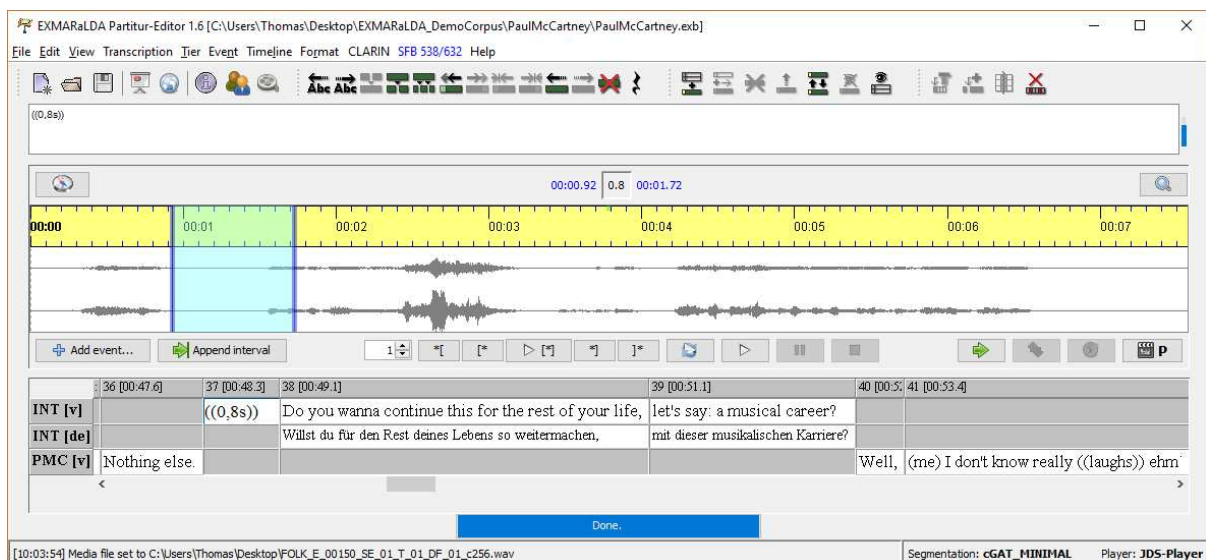 EXMARaLDA Partitur-Editor 1.6 [C:\Users\Thomas\Desktop\EXMARaLDA_DemoCorpus\PaulMcCartney\PaulMcCartney.exb]
File Edit View Transcription Tier Event Timeline Format CLARIN SFB 538/632 Help
Abc Abc
((0,8s))
00:00.92 0.8 00:01.72
00:00 00:01 00:02 00:03 00:04 00:05 00:06 00:07
Add event... Append interval 1 *[ [* [*] *] ]* P
36 [00:47.6] 37 [00:48.3] 38 [00:49.1] 39 [00:51.1] 40 [00:5 41 [00:53.4]
INT [v] ((0,8s)) Do you wanna continue this for the rest of your life, let's say: a musical career?
INT [de] Willst du für den Rest deines Lebens so weitermachen, mit dieser musikalischen Karriere?
PMC [v] Nothing else. Well, (me) I don't know really ((laughs)) ehm
Done.
[10:03:54] Media file set to C:\Users\Thomas\Desktop\FOLK_E_00150_SE_01_T_01_DF_01_c256.wav Segmentation: cGAT_MINIMAL Player: JDS-Player